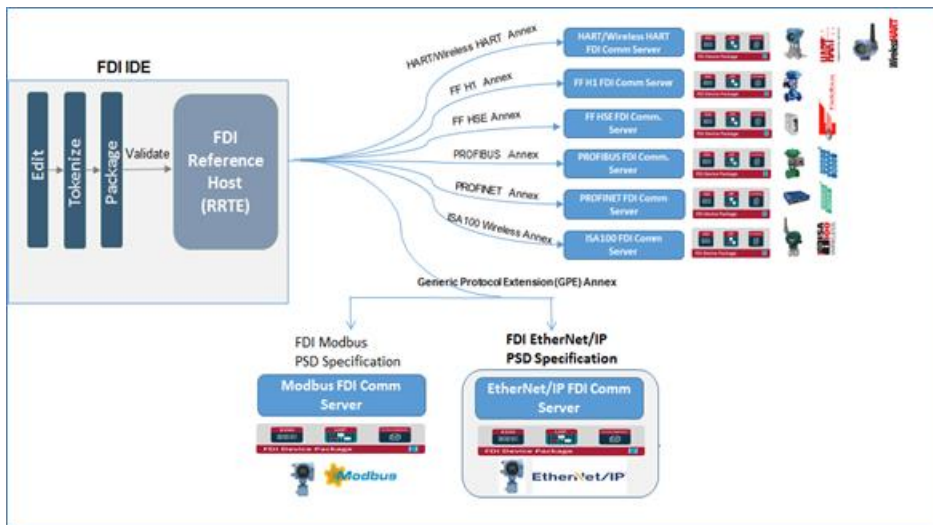 FDI IDE
Edit
Tokenize
Package
Validate
FDI
Reference
Host
(RRTE)
HART/Wireless HART Annex
FF H1 Annex
FF HSE Annex
PROFIBUS Annex
PROFINET Annex
ISA100 Wireless Annex
HART/Wireless HART
FDI Comm Server
FF H1 FDI Comm Server
FF HSE FDI Comm.
Server
PROFIBUS FDI Comm.
Server
PROFINET FDI Comm
Server
ISA100 FDI Comm
Server
WirelessHART
Generic Protocol Extension(GPE) Annex
FDI Modbus
PSD Specification
Modbus FDI Comm
Server
FDI Device Package
Modbus
FDI EtherNet/IP
PSD Specification
EtherNet/IP FDI Comm
Server
FDI Device Package
EtherNet/IP